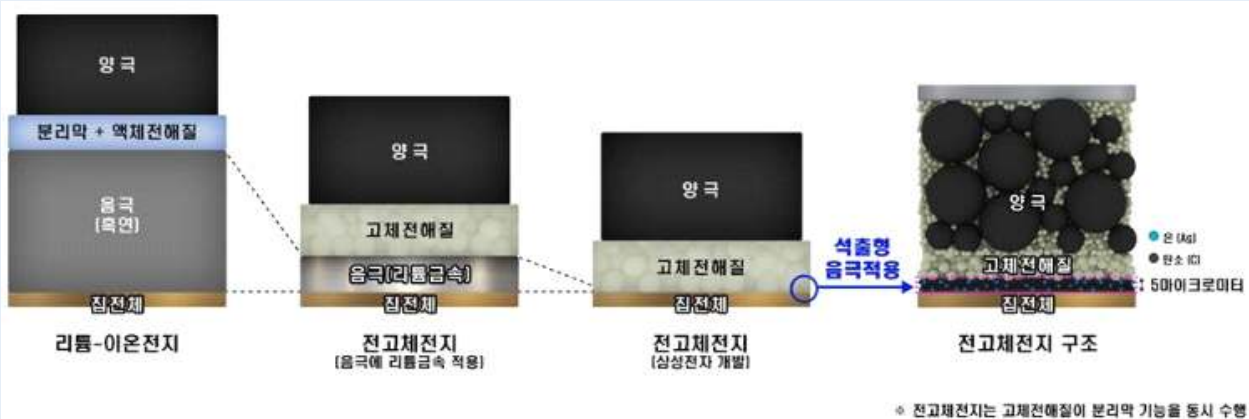 양 극
분리막 + 액체전해질
음극
(흑연)
집전체
리튬-이온전지
양 극
고체전해질
음극(리튬금속)
집전체
전고체전지
(음극에 리튬금속 적용)
양 극
고체전해질
집전체
전고체전지
(삼성전자 개발)
석출형
음극적용
양 극
고체전해질
집전체
은 (Ag)
탄소 (C)
5마이크로미터
전고체전지 구조
※ 전고체전지는 고체전해질이 분리막 기능을 동시 수행